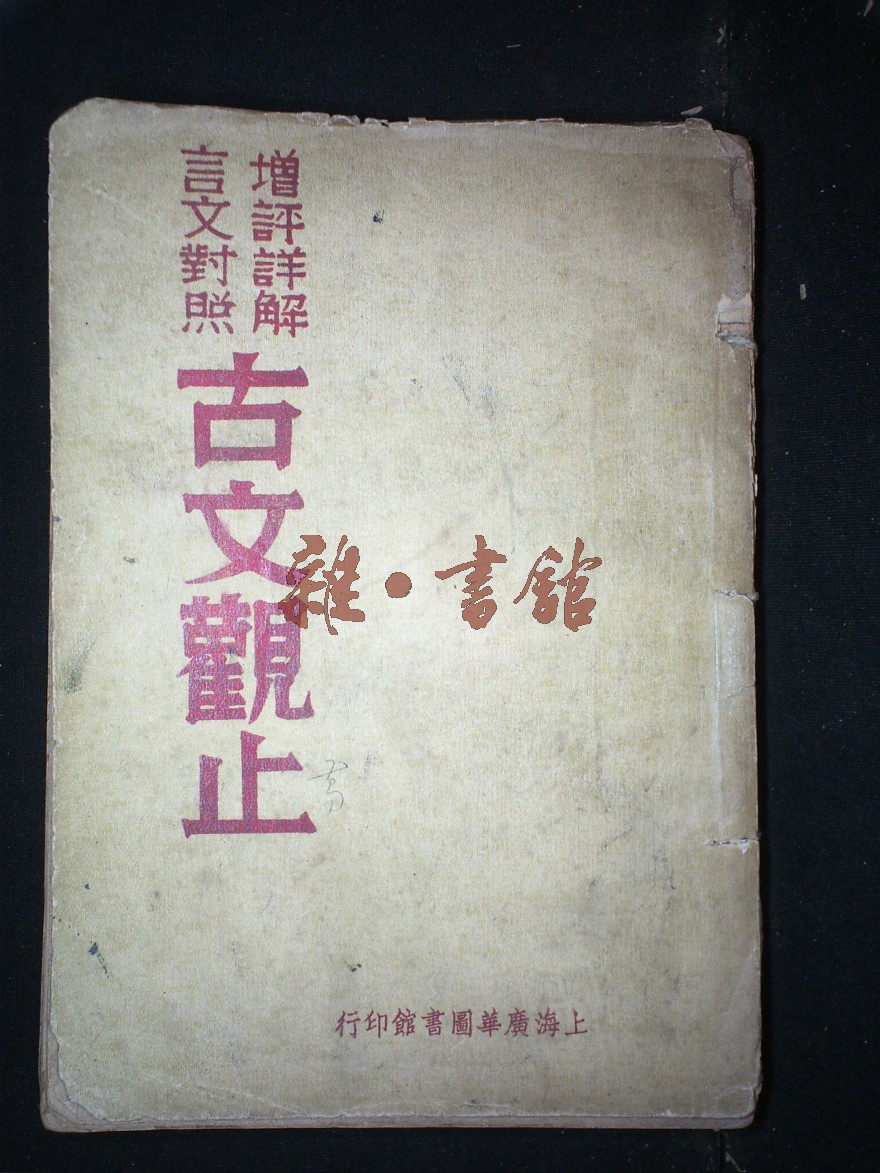 增評詳解
言文對照
古文觀止
雜·書館
上海廣華圖書館印行